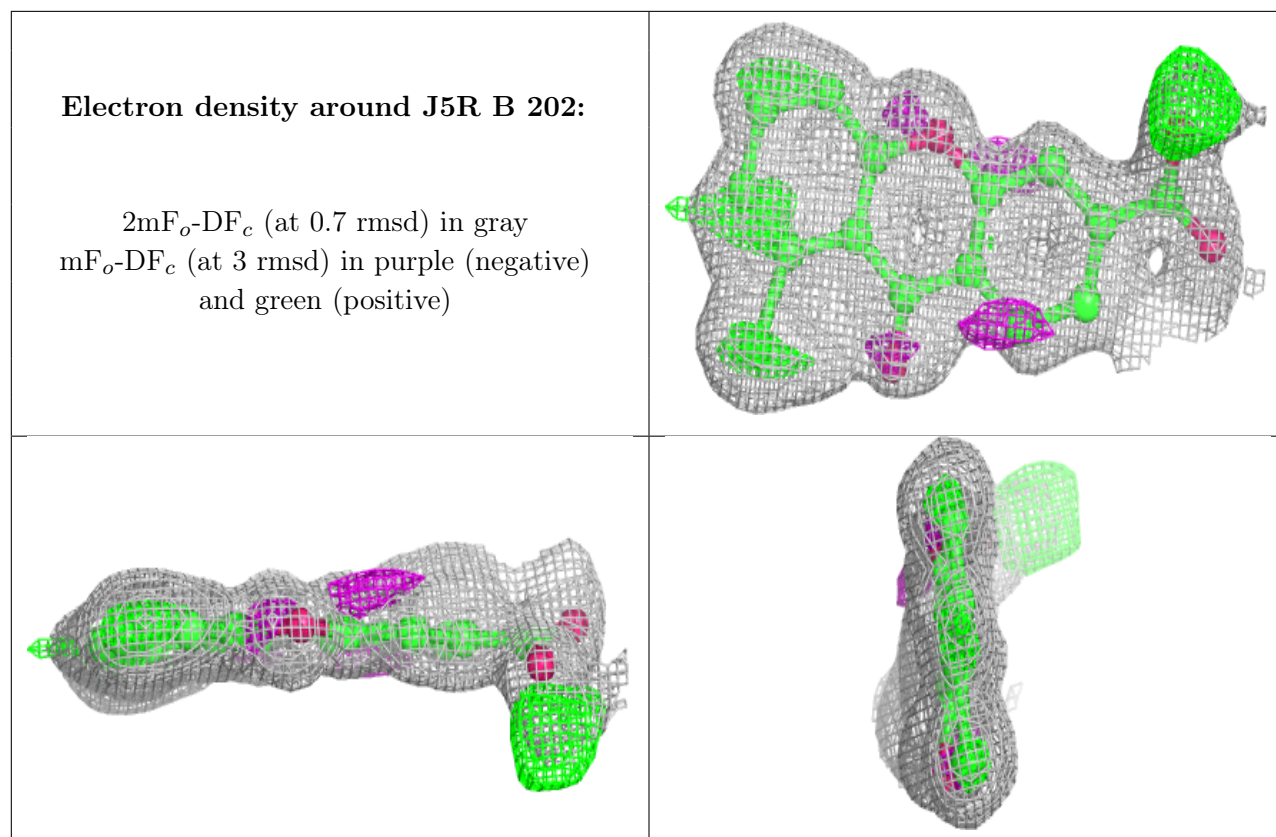 Electron density around J5R B 202:
2mFo-DFc (at 0.7 rmsd) in gray
mFo-DFc (at 3 rmsd) in purple (negative)
and green (positive)